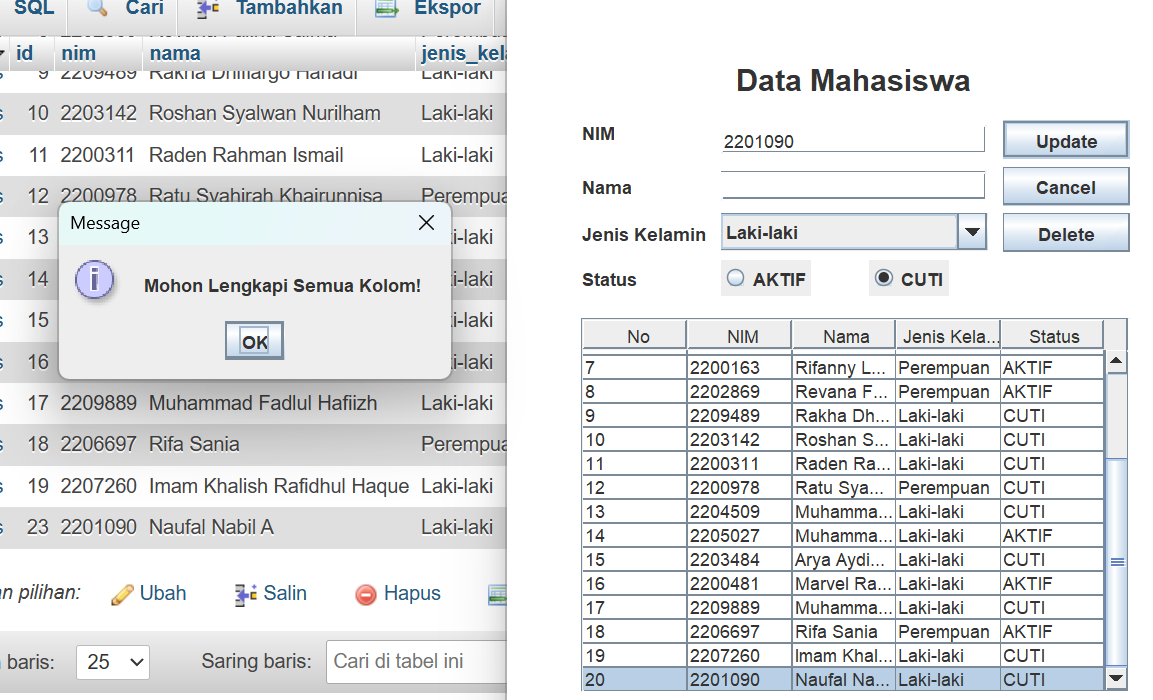 SQL Cari Tambahkan Ekspor
id nim nama jenis_kel
9 2209489 Rakha Dhiffargo Hariadi Laki-laki
10 2203142 Roshan Syalwan Nurilham Laki-laki
11 2200311 Raden Rahman Ismail Laki-laki
12 2200978 Ratu Syahirah Khairunnisa Perempua
13 ki-laki
14 ki-laki
15 ki-laki
16 ki-laki
17 2209889 Muhammad Fadlul Hafiizh Laki-laki
18 2206697 Rifa Sania Perempua
19 2207260 Imam Khalish Rafidhul Haque Laki-laki
23 2201090 Naufal Nabil A Laki-laki
n pilihan: Ubah Salin Hapus
baris: 25 Saring baris: Cari di tabel ini
Message
Mohon Lengkapi Semua Kolom!
OK
Data Mahasiswa
NIM 2201090 Update
Nama Cancel
Jenis Kelamin Laki-laki Delete
Status AKTIF CUTI
No NIM Nama Jenis Kela... Status
7 2200163 Rifanny L... Perempuan AKTIF
8 2202869 Revana F... Perempuan AKTIF
9 2209489 Rakha Dh... Laki-laki CUTI
10 2203142 Roshan S... Laki-laki CUTI
11 2200311 Raden Ra... Laki-laki CUTI
12 2200978 Ratu Sya... Perempuan CUTI
13 2204509 Muhamma... Laki-laki CUTI
14 2205027 Muhamma... Laki-laki AKTIF
15 2203484 Arya Aydi... Laki-laki CUTI
16 2200481 Marvel Ra... Laki-laki AKTIF
17 2209889 Muhamma... Laki-laki CUTI
18 2206697 Rifa Sania Perempuan AKTIF
19 2207260 Imam Khal... Laki-laki CUTI
20 2201090 Naufal Na... Laki-laki CUTI